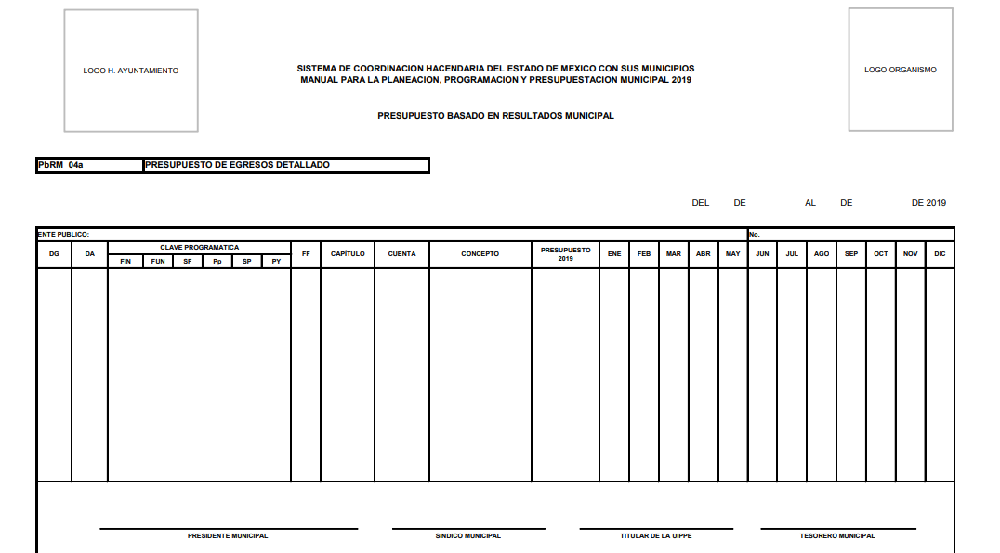 LOGO H. AYUNTAMIENTO
LOGO ORGANISMO
SISTEMA DE COORDINACION HACENDARIA DEL ESTADO DE MEXICO CON SUS MUNICIPIOS
MANUAL PARA LA PLANEACION, PROGRAMACION Y PRESUPUESTACION MUNICIPAL 2019
PRESUPUESTO BASADO EN RESULTADOS MUNICIPAL
PbRM 04a PRESUPUESTO DE EGRESOS DETALLADO
DEL DE AL DE DE 2019
ENTE PUBLICO: No.
DG DA CLAVE PROGRAMATICA FF CAPÍTULO CUENTA CONCEPTO PRESUPUESTO 2019 ENE FEB MAR ABR MAY JUN JUL AGO SEP OCT NOV DIC
FIN FUN SF Pp SP PY
PRESIDENTE MUNICIPAL SINDICO MUNICIPAL TITULAR DE LA UIPPE TESORERO MUNICIPAL